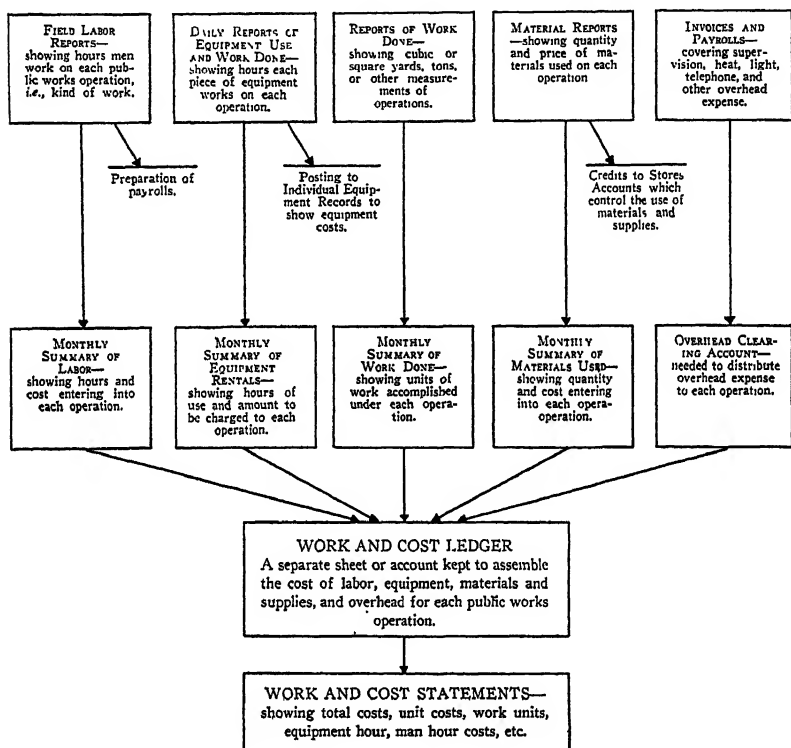 FIELD LABOR
REPORTS—
showing hours men
work on each pub-
lic works operation,
i.e., kind of work.
DAILY REPORTS OF
EQUIPMENT USE
AND WORK DONE—
showing hours each
piece of equipment
works on each
operation.
REPORTS OF WORK
DONE—
showing cubic or
square yards, tons,
or other measure-
ments of
operations.
MATERIAL REPORTS
—showing quantity
and price of ma-
terials used on each
operation
INVOICES AND
PAYROLLS—
covering super-
vision, heat, light,
telephone, and
other overhead
expense.
Preparation of
payrolls.
Posting to
Individual Equip-
ment Records to
show equipment
costs.
Credits to Stores
Accounts which
control the use of
materials and
supplies.
MONTHLY
SUMMARY OF
LABOR—
showing hours and
cost entering into
each operation.
MONTHLY
SUMMARY OF
EQUIPMENT
RENTALS—
showing hours of
use and amount to
be charged to each
operation.
MONTHLY
SUMMARY OF
WORK DONE—
showing units of
work accomplished
under each opera-
tion.
MONTHLY
SUMMARY OF
MATERIALS USED—
showing quantity
and cost entering
into each opera-
operation.
OVERHEAD CLEAR-
ING ACCOUNT—
needed to distribute
overhead expense
to each operation.
WORK AND COST LEDGER
A separate sheet or account kept to assemble
the cost of labor, equipment, materials and
supplies, and overhead for each public works
operation.
WORK AND COST STATEMENTS—
showing total costs, unit costs, work units,
equipment hour, man hour costs, etc.